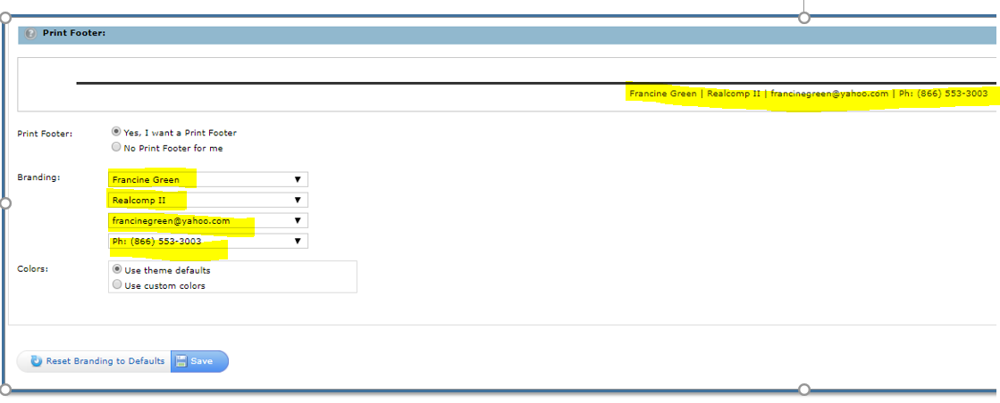 Print Footer:
Francine Green | Realcomp II | francinegreen@yahoo.com | Ph: (866) 553-3003
Print Footer:
Yes, I want a Print Footer
No Print Footer for me
Branding:
Francine Green
Realcomp II
francinegreen@yahoo.com
Ph: (866) 553-3003
Colors:
Use theme defaults
Use custom colors
Reset Branding to Defaults
Save